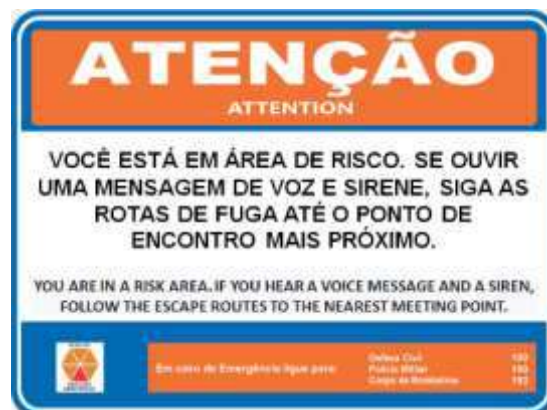 ATENÇÃO
ATTENTION
VOCÊ ESTÁ EM ÁREA DE RISCO. SE OUVIR
UMA MENSAGEM DE VOZ E SIRENE, SIGA AS
ROTAS DE FUGA ATÉ O PONTO DE
ENCONTRO MAIS PRÓXIMO.
YOU ARE IN A RISK AREA. IF YOU HEAR A VOICE MESSAGE AND A SIREN,
FOLLOW THE ESCAPE ROUTES TO THE NEAREST MEETING POINT.
Em caso de Emergência ligue para:
Defesa Civil
Polícia Militar 190
Corpo de Bombeiros 193